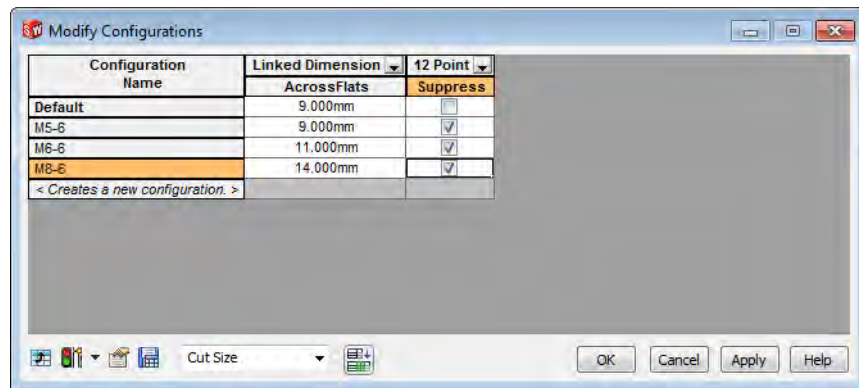 SW Modify Configurations
Configuration Name Linked Dimension 12 Point
AcrossFlats Suppress
Default 9.000mm
M5-6 9.000mm
M6-6 11.000mm
M8-6 14.000mm
< Creates a new configuration. >
Cut Size OK Cancel Apply Help